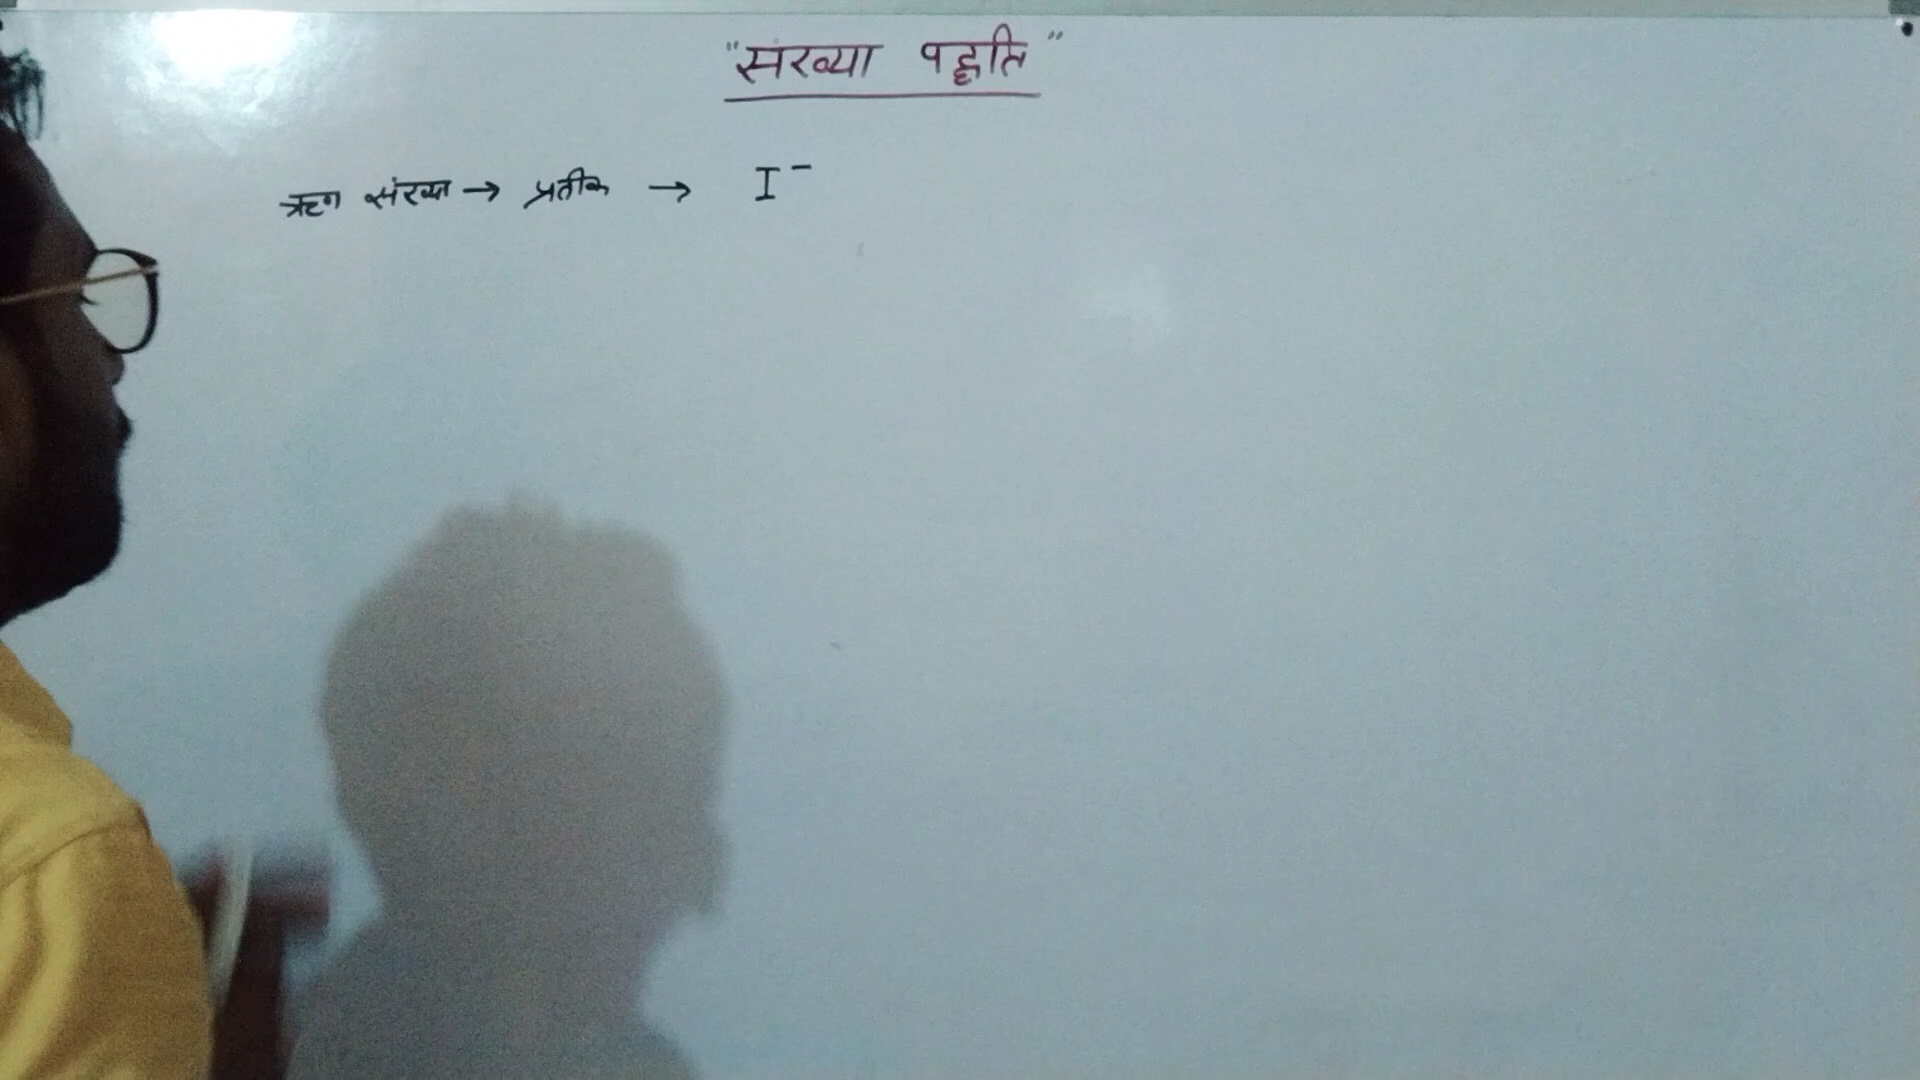 "संख्या पद्धति"
ऋण संख्या → प्रतीक → I⁻